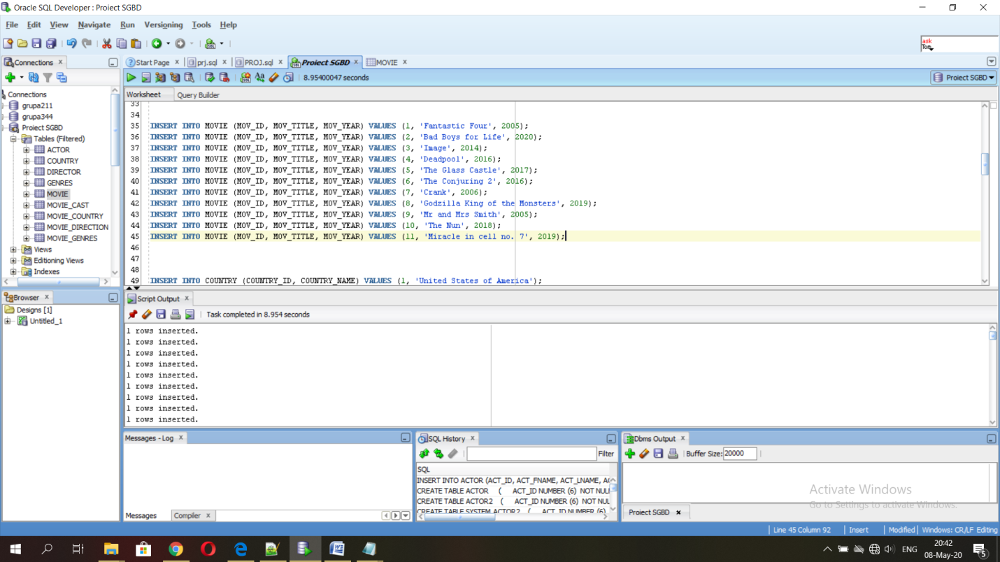 Oracle SQL Developer : Proiect SGBD
File Edit View Navigate Run Versioning Tools Help
ask
Tom
Connections
Start Page prj.sql PROJ.sql Proiect SGBD MOVIE
8.95400047 seconds
Proiect SGBD
Worksheet Query Builder
Connections
grupa211
grupa344
Proiect SGBD
Tables (Filtered)
ACTOR
COUNTRY
DIRECTOR
GENRES
MOVIE
MOVIE_CAST
MOVIE_COUNTRY
MOVIE_DIRECTION
MOVIE_GENRES
Views
Editioning Views
Indexes
33
34
35 INSERT INTO MOVIE (MOV_ID, MOV_TITLE, MOV_YEAR) VALUES (1, 'Fantastic Four', 2005);
36 INSERT INTO MOVIE (MOV_ID, MOV_TITLE, MOV_YEAR) VALUES (2, 'Bad Boys for Life', 2020);
37 INSERT INTO MOVIE (MOV_ID, MOV_TITLE, MOV_YEAR) VALUES (3, 'Image', 2014);
38 INSERT INTO MOVIE (MOV_ID, MOV_TITLE, MOV_YEAR) VALUES (4, 'Deadpool', 2016);
39 INSERT INTO MOVIE (MOV_ID, MOV_TITLE, MOV_YEAR) VALUES (5, 'The Glass Castle', 2017);
40 INSERT INTO MOVIE (MOV_ID, MOV_TITLE, MOV_YEAR) VALUES (6, 'The Conjuring 2', 2016);
41 INSERT INTO MOVIE (MOV_ID, MOV_TITLE, MOV_YEAR) VALUES (7, 'Crank', 2006);
42 INSERT INTO MOVIE (MOV_ID, MOV_TITLE, MOV_YEAR) VALUES (8, 'Godzilla King of the Monsters', 2019);
43 INSERT INTO MOVIE (MOV_ID, MOV_TITLE, MOV_YEAR) VALUES (9, 'Mr and Mrs Smith', 2005);
44 INSERT INTO MOVIE (MOV_ID, MOV_TITLE, MOV_YEAR) VALUES (10, 'The Nun', 2018);
45 INSERT INTO MOVIE (MOV_ID, MOV_TITLE, MOV_YEAR) VALUES (11, 'Miracle in cell no. 7', 2019);
46
47
48
49 INSERT INTO COUNTRY (COUNTRY_ID, COUNTRY_NAME) VALUES (1, 'United States of America');
Browser
Designs [1]
Untitled_1
Script Output
Task completed in 8.954 seconds
1 rows inserted.
1 rows inserted.
1 rows inserted.
1 rows inserted.
1 rows inserted.
1 rows inserted.
1 rows inserted.
1 rows inserted.
1 rows inserted.
Messages - Log
Messages Compiler
SQL History
Filter
SQL
INSERT INTO ACTOR (ACT_ID, ACT_FNAME, ACT_LNAME, AC
CREATE TABLE ACTOR ( ACT_ID NUMBER (6) NOT NUL
CREATE TABLE ACTOR2 ( ACT_ID NUMBER (6) NOT NUL
CREATE TABLE SYSTEM.ACTOR2 ( ACT_ID NUMBER (6)
Dbms Output
Buffer Size: 20000
Proiect SGBD
Activate Windows
Go to Settings to activate Windows.
Line 45 Column 92 Insert Modified Windows: CR/LF Editing
ENG
20:42
08-May-20
5